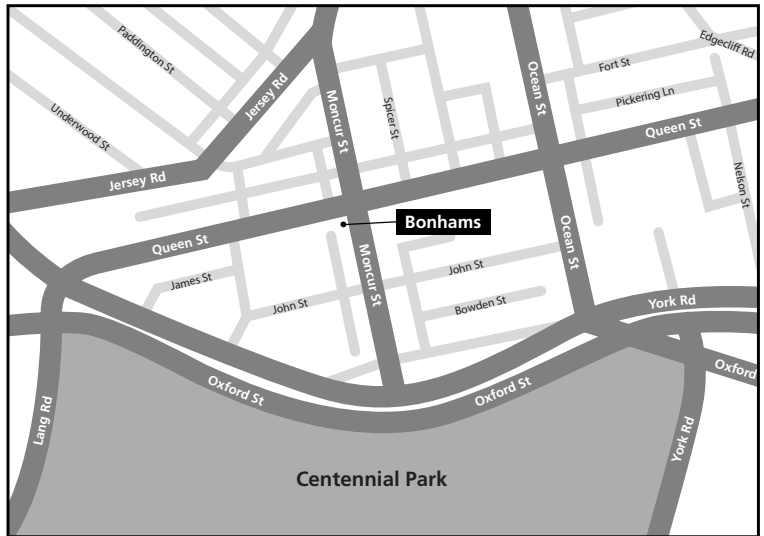 Paddington St
Underwood St
Jersey Rd
Jersey Rd
Moncur St
Spicer St
Ocean St
Fort St
Edgecliff Rd
Pickering Ln
Queen St
Nelson St
Queen St
Bonhams
Moncur St
Ocean St
James St
John St
John St
Bowden St
York Rd
Oxford St
Oxford St
Oxford
Lang Rd
York Rd
Centennial Park